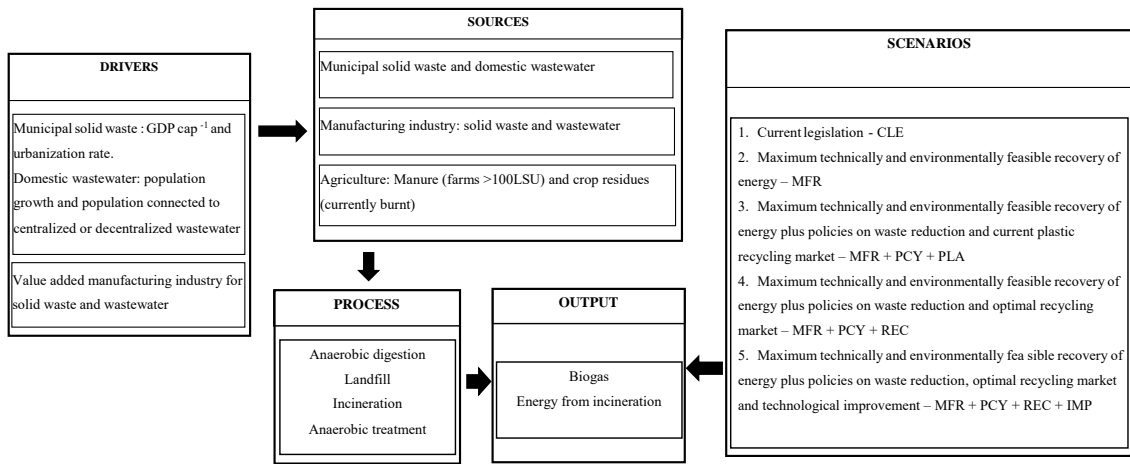 DRIVERS
Municipal solid waste : GDP cap ⁻¹ and
urbanization rate.
Domestic wastewater: population
growth and population connected to
centralized or decentralized wastewater
Value added manufacturing industry for
solid waste and wastewater
SOURCES
Municipal solid waste and domestic wastewater
Manufacturing industry: solid waste and wastewater
Agriculture: Manure (farms >100LSU) and crop residues
(currently burnt)
PROCESS
Anaerobic digestion
Landfill
Incineration
Anaerobic treatment
OUTPUT
Biogas
Energy from incineration
SCENARIOS
1. Current legislation - CLE
2. Maximum technically and environmentally feasible recovery of
energy – MFR
3. Maximum technically and environmentally feasible recovery of
energy plus policies on waste reduction and current plastic
recycling market – MFR + PCY + PLA
4. Maximum technically and environmentally feasible recovery of
energy plus policies on waste reduction and optimal recycling
market – MFR + PCY + REC
5. Maximum technically and environmentally fea sible recovery of
energy plus policies on waste reduction, optimal recycling market
and technological improvement – MFR + PCY + REC + IMP